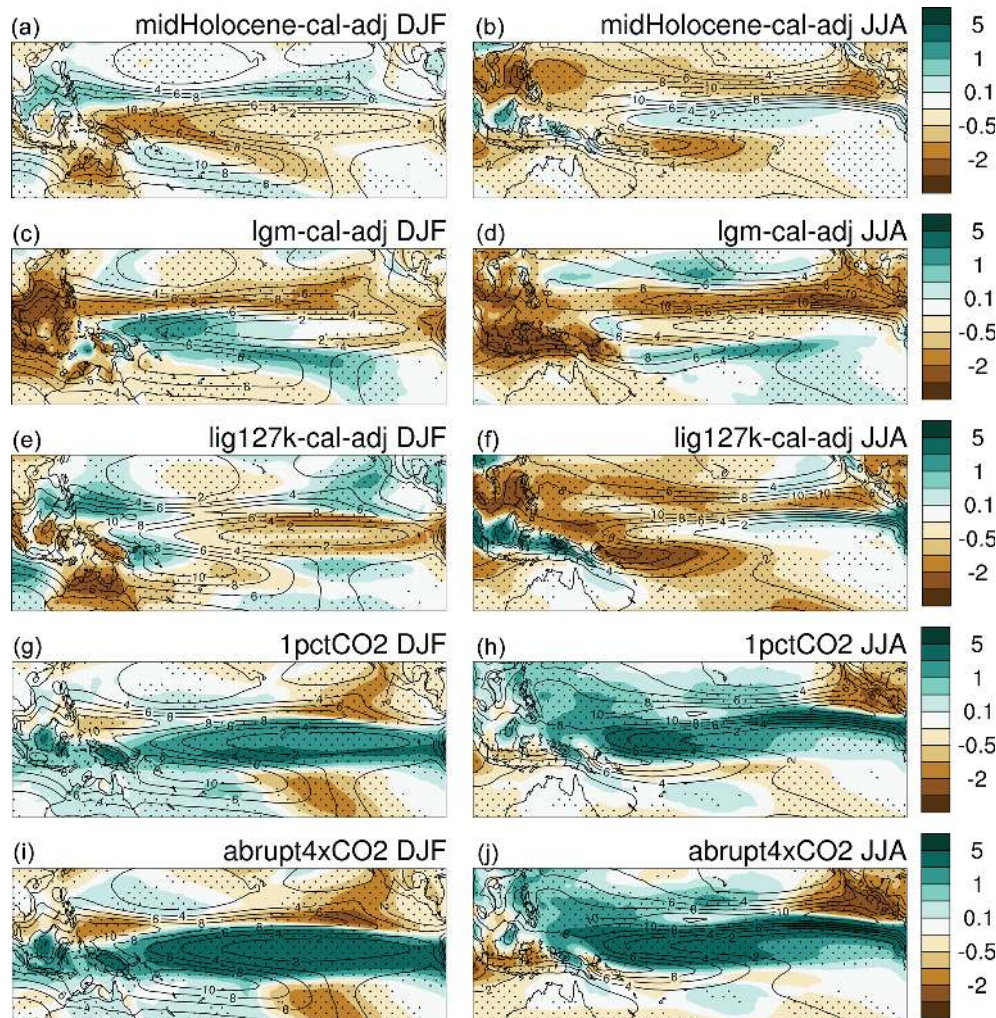 (a) midHolocene-cal-adj DJF
(b) midHolocene-cal-adj JJA
5
1
0.1
-0.5
-2
(c) lgm-cal-adj DJF
(d) lgm-cal-adj JJA
5
1
0.1
-0.5
-2
(e) lig127k-cal-adj DJF
(f) lig127k-cal-adj JJA
5
1
0.1
-0.5
-2
(g) 1pctCO2 DJF
(h) 1pctCO2 JJA
5
1
0.1
-0.5
-2
(i) abrupt4xCO2 DJF
(j) abrupt4xCO2 JJA
5
1
0.1
-0.5
-2